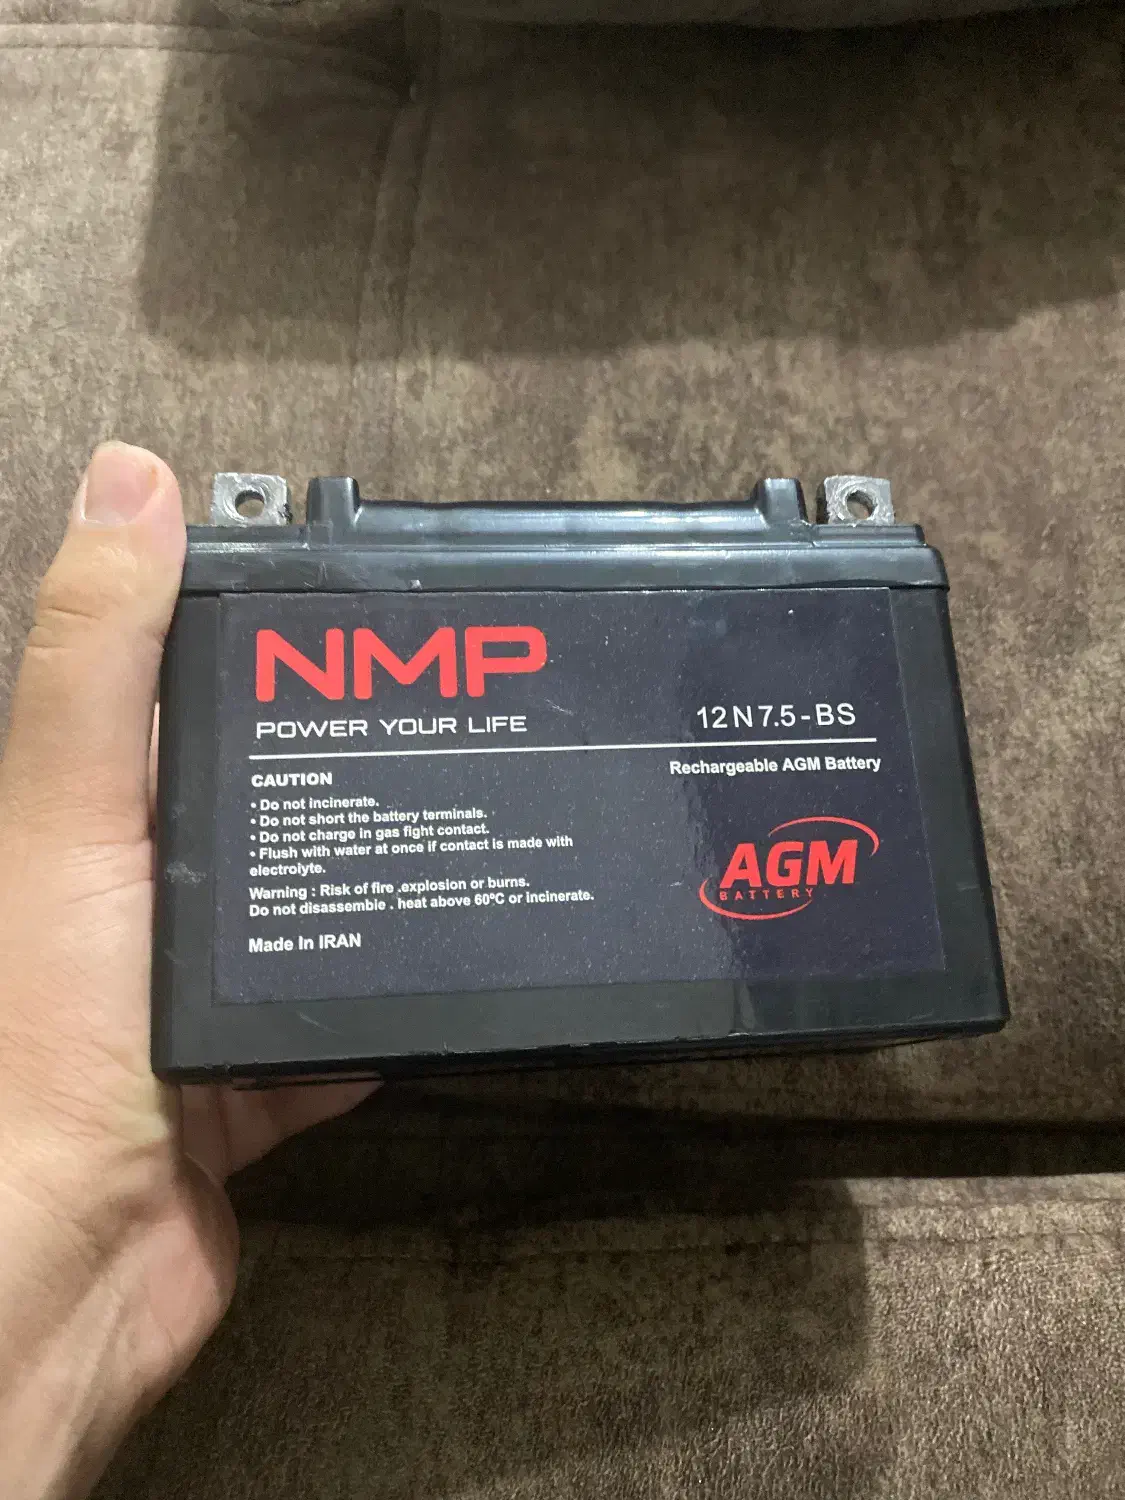 NMP
POWER YOUR LIFE
12N7.5-BS
Rechargeable AGM Battery
CAUTION
• Do not incinerate.
• Do not short the battery terminals.
• Do not charge in gas fight contact.
• Flush with water at once if contact is made with
electrolyte.
Warning : Risk of fire .explosion or burns.
Do not disassemble . heat above 60ºC or incinerate.
Made In IRAN
AGM
BATTERY